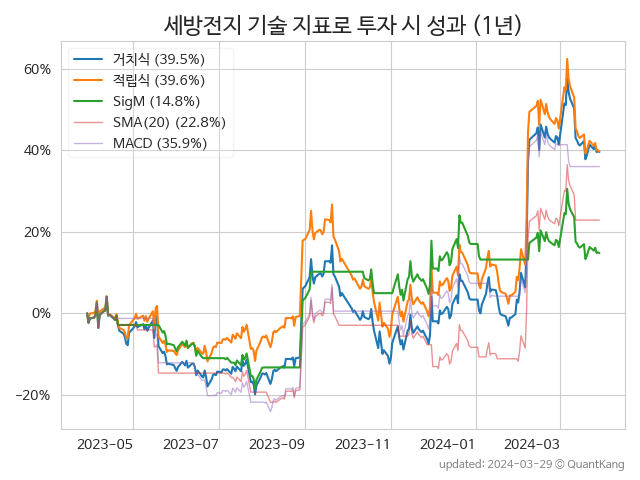 세방전지 기술 지표로 투자 시 성과 (1년)
거치식 (39.5%)
적립식 (39.6%)
SigM (14.8%)
SMA(20) (22.8%)
MACD (35.9%)
60%
40%
20%
0%
−20%
2023-05 2023-07 2023-09 2023-11 2024-01 2024-03
updated: 2024-03-29 © QuantKang